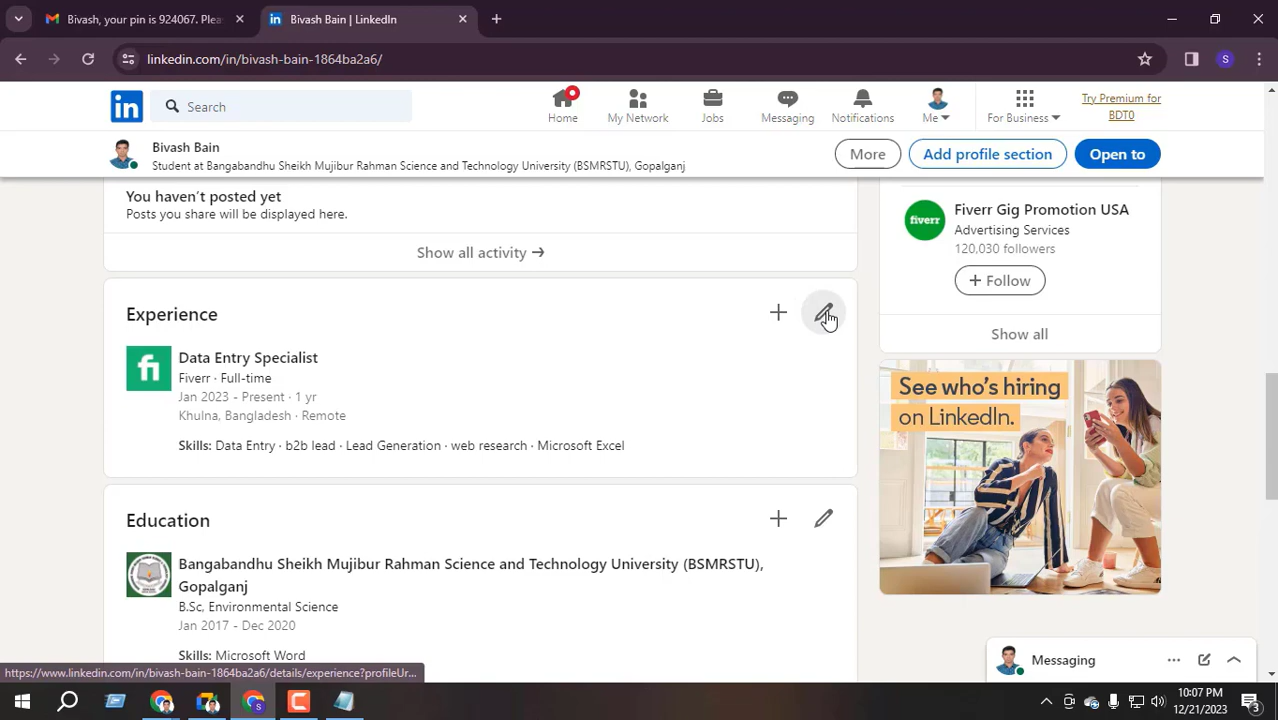 Bivash, your pin is 924067. Plea
Bivash Bain | LinkedIn
linkedin.com/in/bivash-bain-1864ba2a6/
S
in
Search
Home
My Network
Jobs
Messaging
Notifications
Me
For Business
Try Premium for
BDT0
Bivash Bain
Student at Bangabandhu Sheikh Mujibur Rahman Science and Technology University (BSMRSTU), Gopalganj
More
Add profile section
Open to
You haven't posted yet
Posts you share will be displayed here.
Show all activity →
fiverr
Fiverr Gig Promotion USA
Advertising Services
120,030 followers
+ Follow
Show all
Experience
fi
Data Entry Specialist
Fiverr · Full-time
Jan 2023 - Present · 1 yr
Khulna, Bangladesh · Remote
Skills: Data Entry · b2b lead · Lead Generation · web research · Microsoft Excel
See who's hiring
on LinkedIn.
Education
Bangabandhu Sheikh Mujibur Rahman Science and Technology University (BSMRSTU),
Gopalganj
B.Sc, Environmental Science
Jan 2017 - Dec 2020
Skills: Microsoft Word
Messaging
https://www.linkedin.com/in/bivash-bain-1864ba2a6/details/experience?profileUr...
10:07 PM
12/21/2023
3